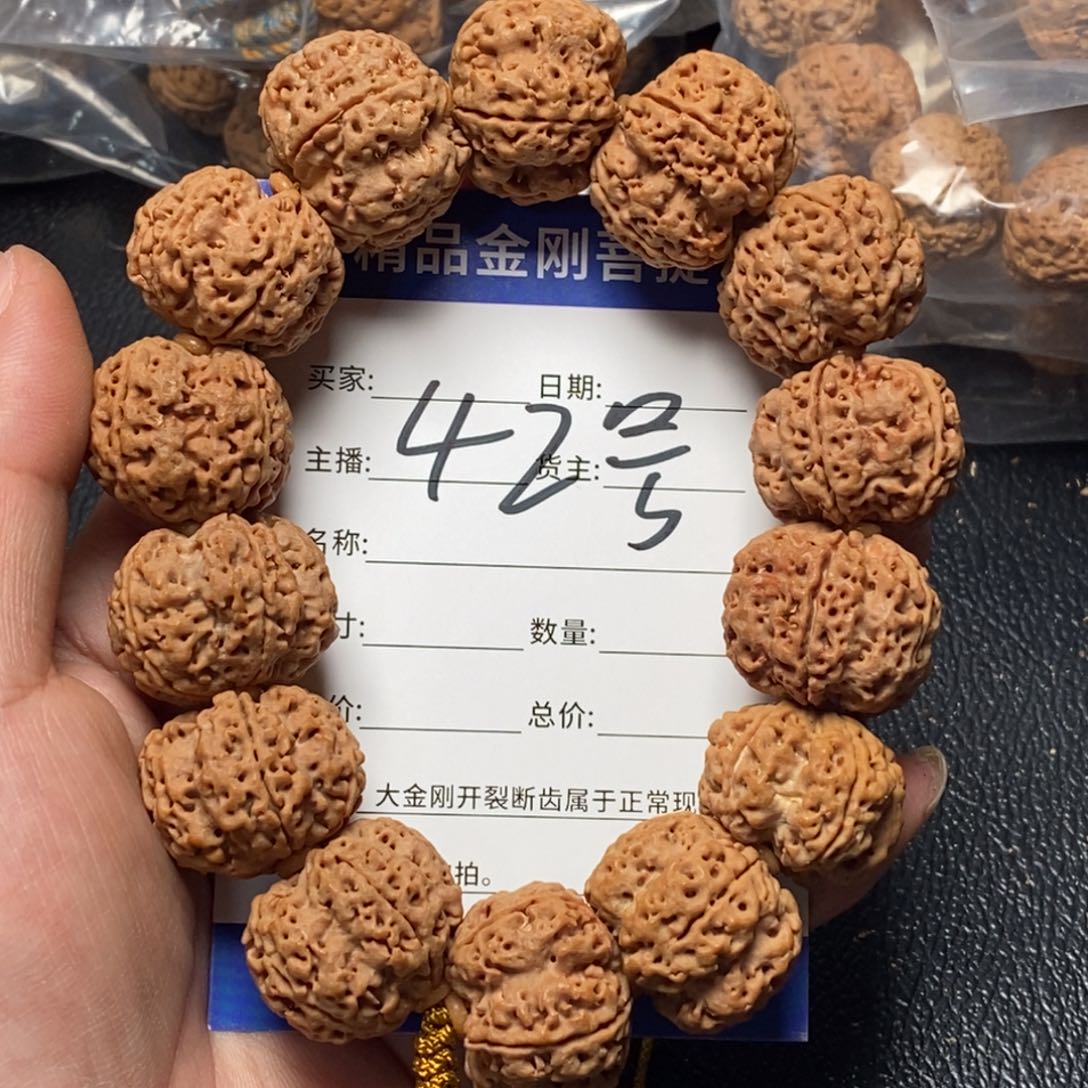 精品金刚菩提
买家: 日期:
42号
主播: 货主:
名称:
寸:
数量:
价:
总价:
大金刚开裂断齿属于正常现
拍。